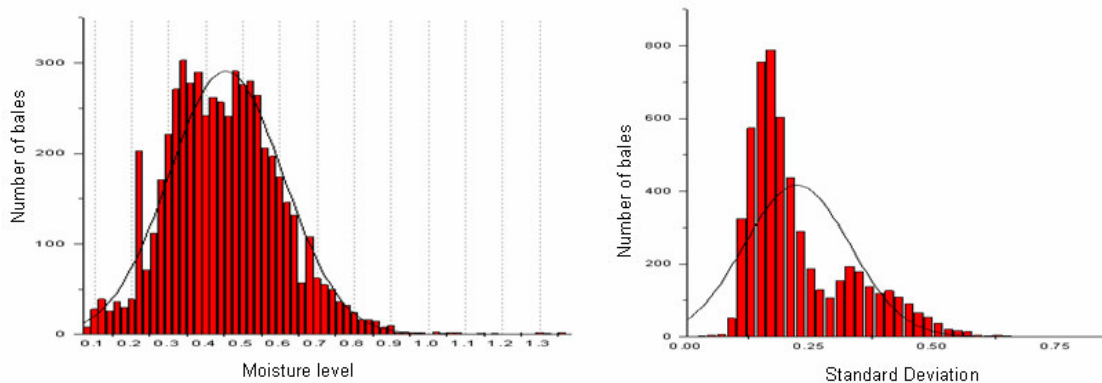 Number of bales
300
200
100
0
0.1 0.2 0.3 0.4 0.5 0.6 0.7 0.8 0.9 1.0 1.1 1.2 1.3
Moisture level
Number of bales
800
600
400
200
0
0.00 0.25 0.50 0.75
Standard Deviation